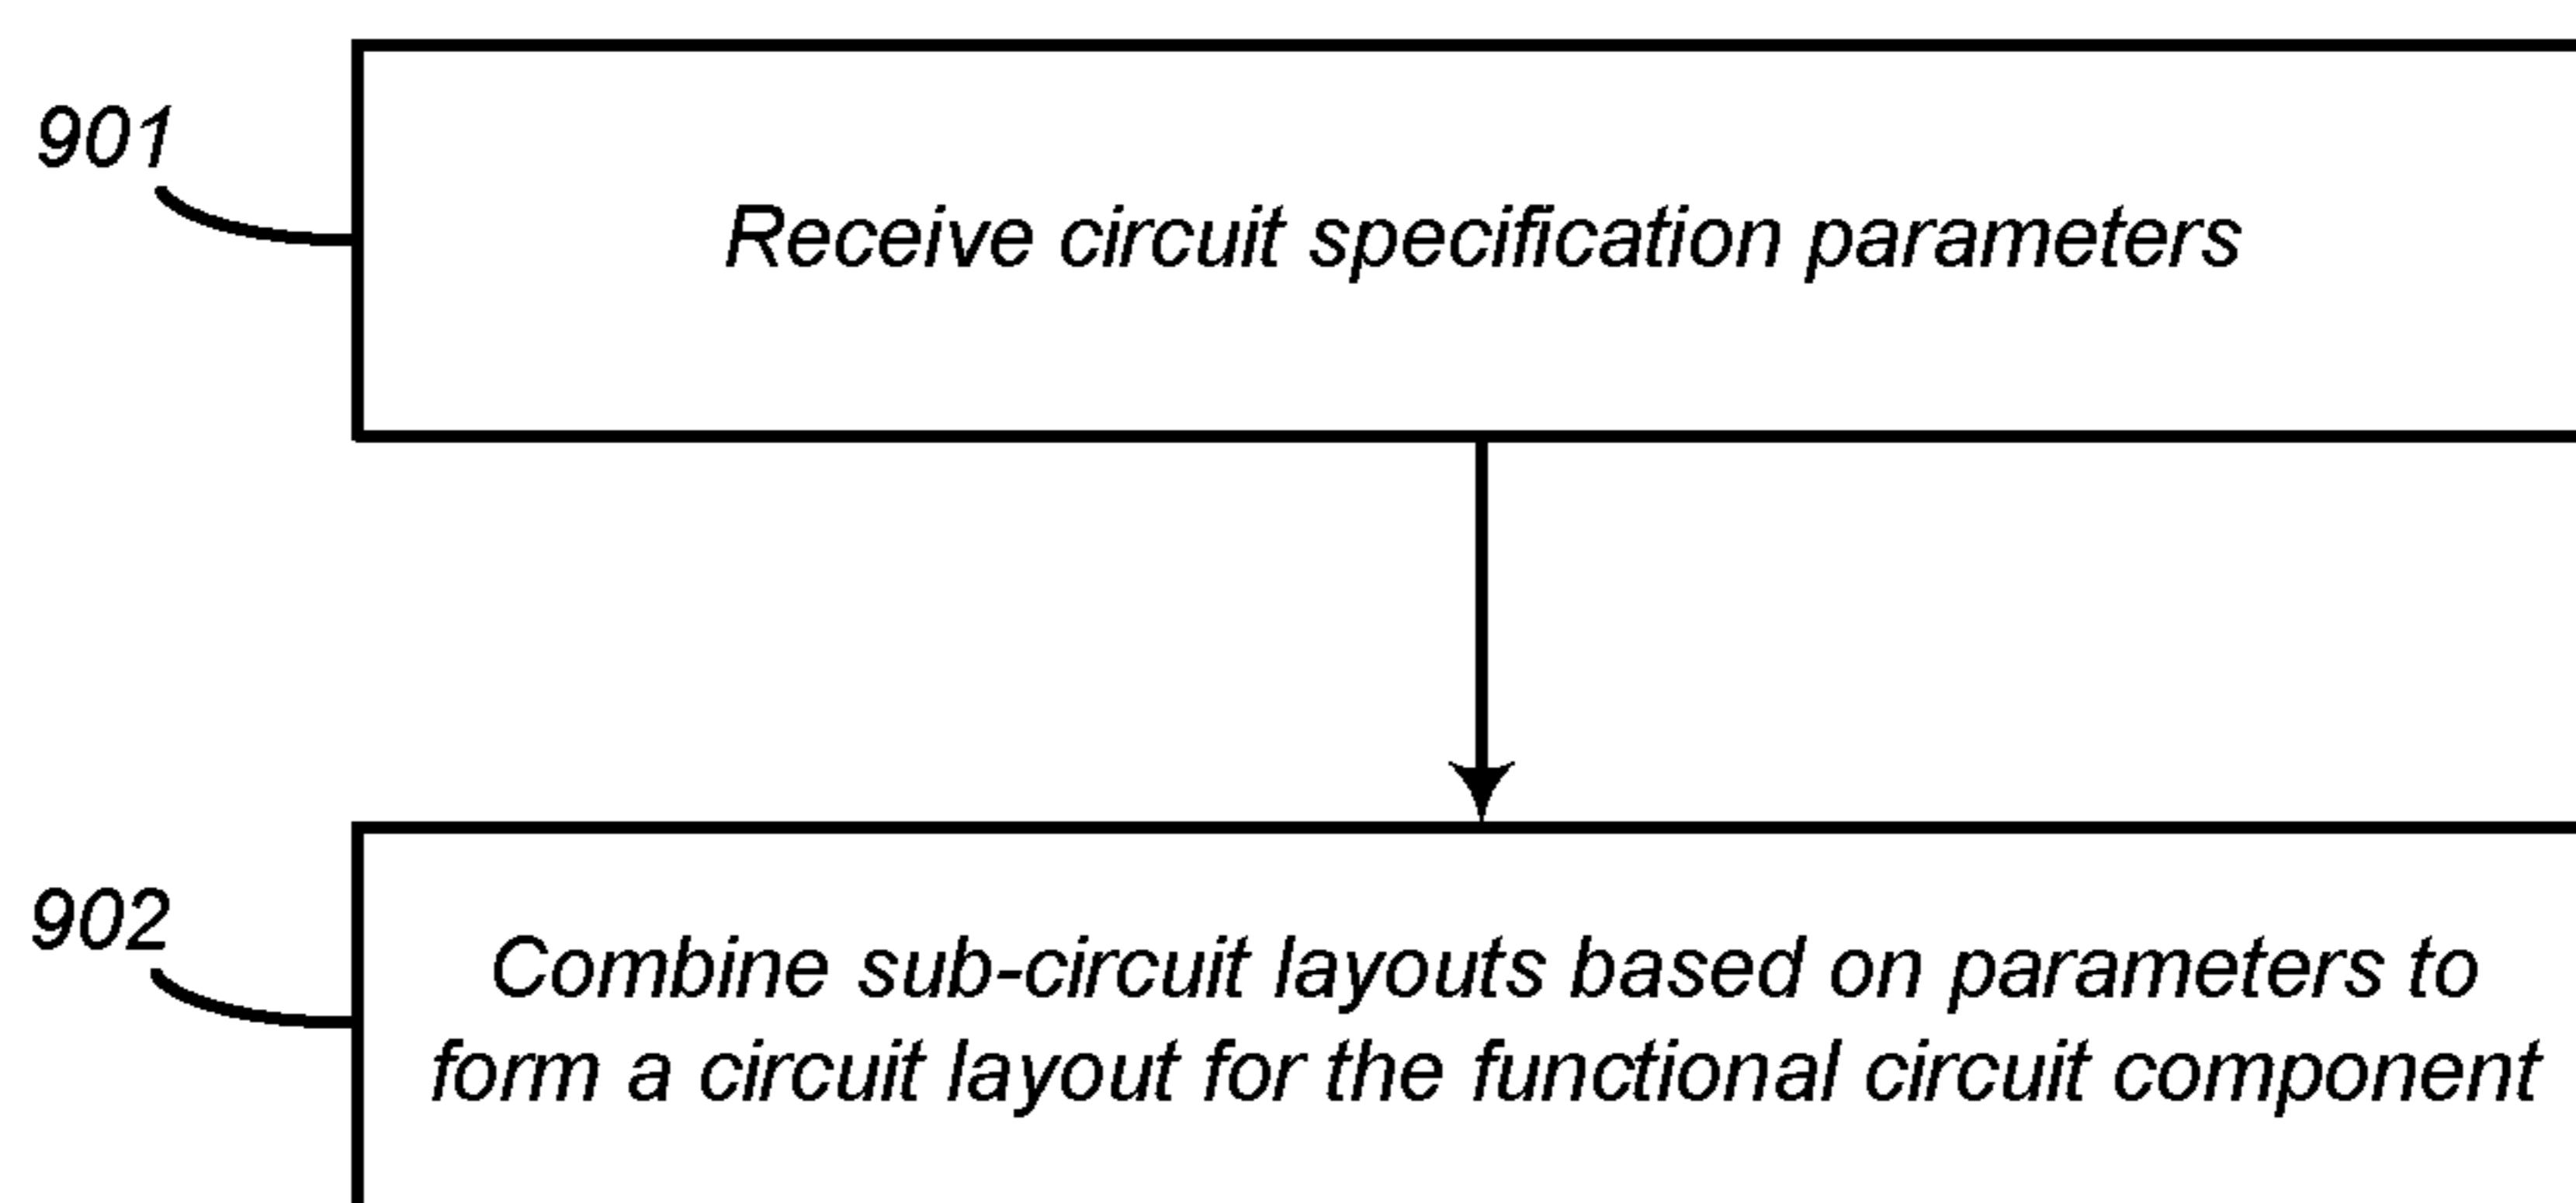 901
Receive circuit specification parameters
902
Combine sub-circuit layouts based on parameters to
form a circuit layout for the functional circuit component